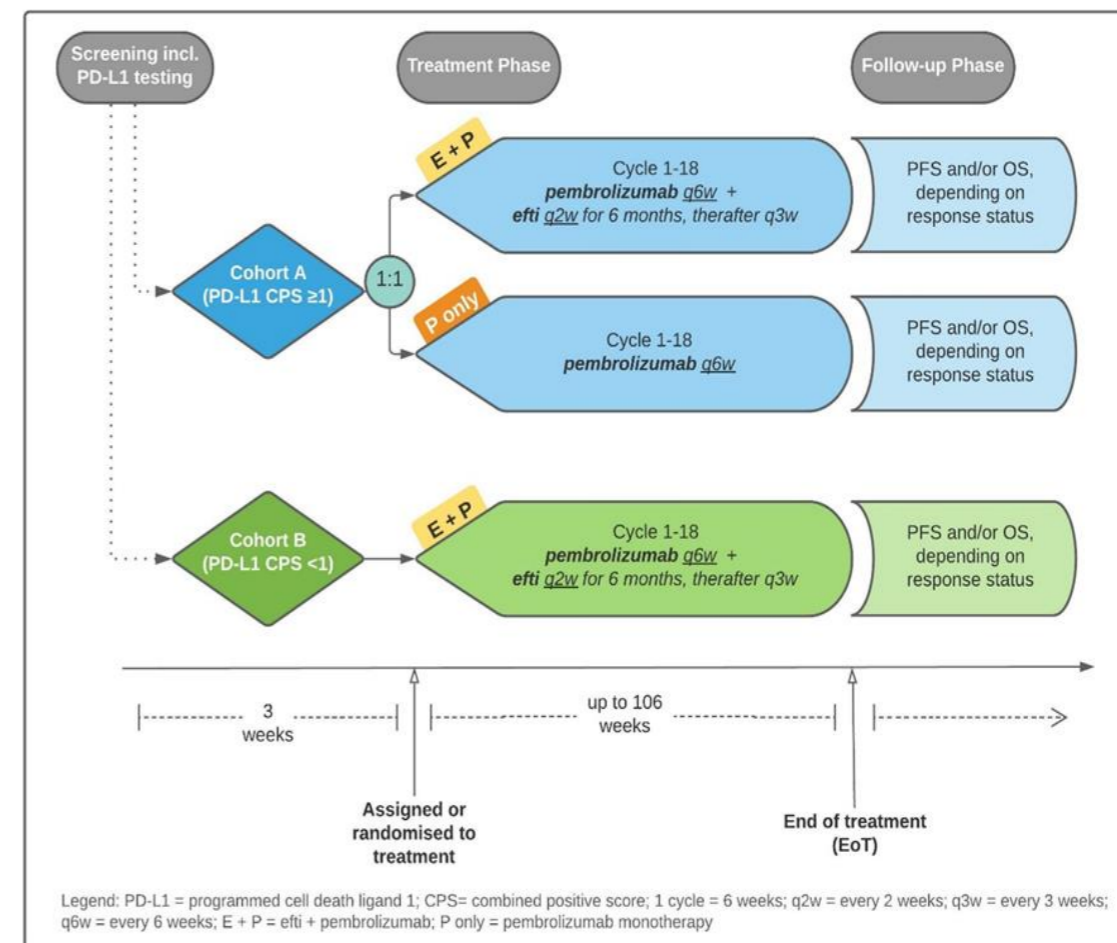 Screening incl.
PD-L1 testing
Treatment Phase
Follow-up Phase
E + P
Cycle 1-18
pembrolizumab q6w +
efti q2w for 6 months, therafter q3w
PFS and/or OS,
depending on
response status
Cohort A
(PD-L1 CPS ≥1)
1:1
P only
Cycle 1-18
pembrolizumab q6w
PFS and/or OS,
depending on
response status
Cohort B
(PD-L1 CPS <1)
E + P
Cycle 1-18
pembrolizumab q6w +
efti q2w for 6 months, therafter q3w
PFS and/or OS,
depending on
response status
3
weeks
up to 106
weeks
Assigned or
randomised to
treatment
End of treatment
(EoT)
Legend: PD-L1 = programmed cell death ligand 1; CPS= combined positive score; 1 cycle = 6 weeks; q2w = every 2 weeks; q3w = every 3 weeks;
q6w = every 6 weeks; E + P = efti + pembrolizumab; P only = pembrolizumab monotherapy